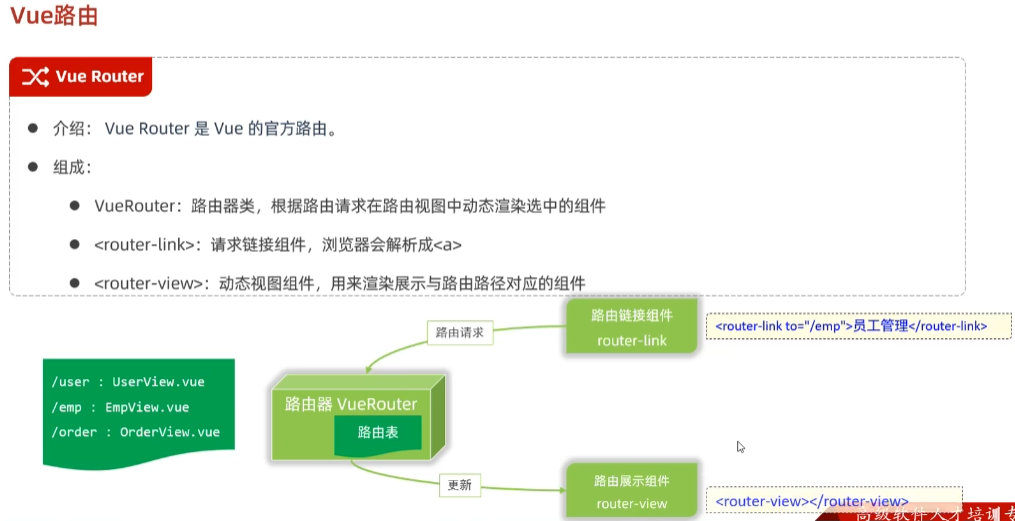 Vue路由
Vue Router
介绍： Vue Router 是 Vue 的官方路由。
组成：
VueRouter：路由器类，根据路由请求在路由视图中动态渲染选中的组件
<router-link>：请求链接组件，浏览器会解析成<a>
<router-view>：动态视图组件，用来渲染展示与路由路径对应的组件
路由链接组件
router-link
<router-link to="/emp">员工管理</router-link>
路由请求
/user : UserView.vue
/emp : EmpView.vue
/order : OrderView.vue
路由器 VueRouter
路由表
更新
路由展示组件
router-view
<router-view></router-view>
高级软件人才培训专